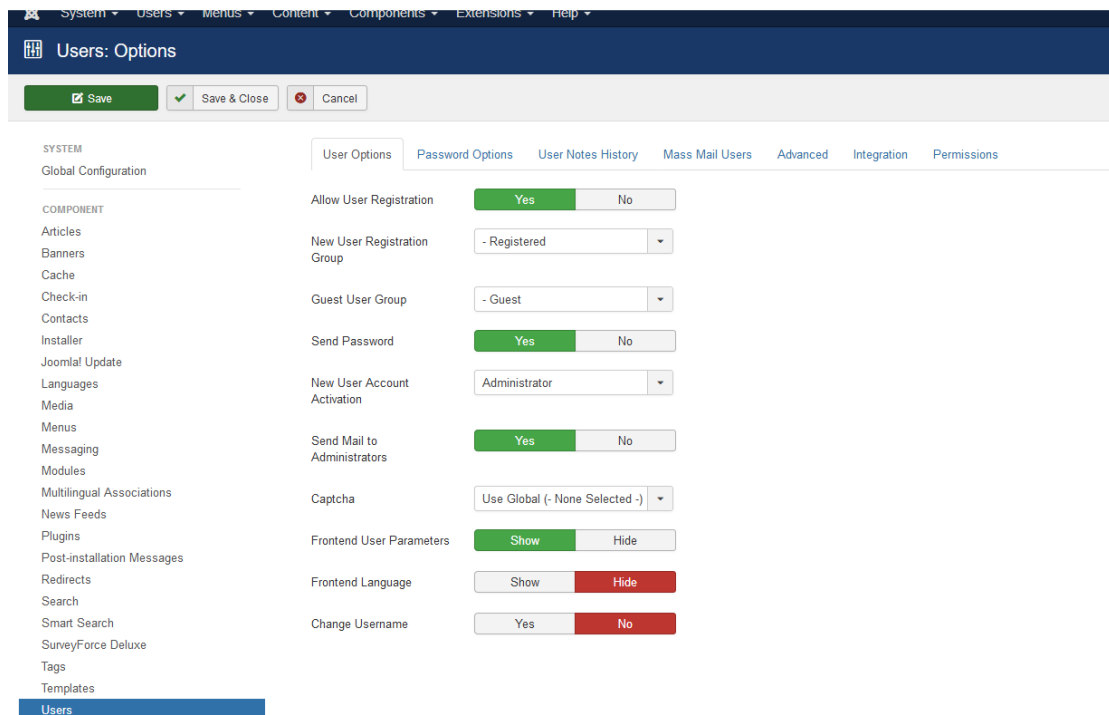 System Users Menus Content Components Extensions Help
Users: Options
Save Save & Close Cancel
SYSTEM
Global Configuration
COMPONENT
Articles
Banners
Cache
Check-in
Contacts
Installer
Joomla! Update
Languages
Media
Menus
Messaging
Modules
Multilingual Associations
News Feeds
Plugins
Post-installation Messages
Redirects
Search
Smart Search
SurveyForce Deluxe
Tags
Templates
Users
User Options Password Options User Notes History Mass Mail Users Advanced Integration Permissions
Allow User Registration Yes No
New User Registration - Registered
Group
Guest User Group - Guest
Send Password Yes No
New User Account Administrator
Activation
Send Mail to Yes No
Administrators
Captcha Use Global (- None Selected -)
Frontend User Parameters Show Hide
Frontend Language Show Hide
Change Username Yes No